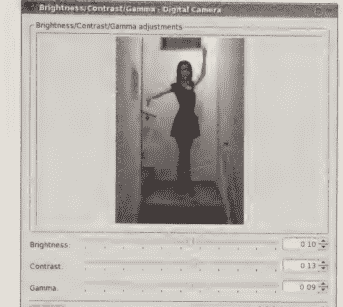 Brightness/Contrast/Gamma - Digital Camera
Brightness/Contrast/Gamma adjustments
Brightness: 0.10
Contrast: 0.13
Gamma: 0.09